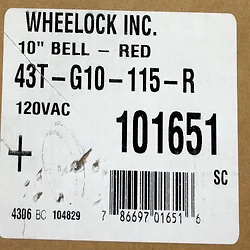 WHEELOCK INC.
10" BELL - RED
43T-G10-115-R
120VAC
101651
SC
4306 BC 104829
7 86697 01651 6